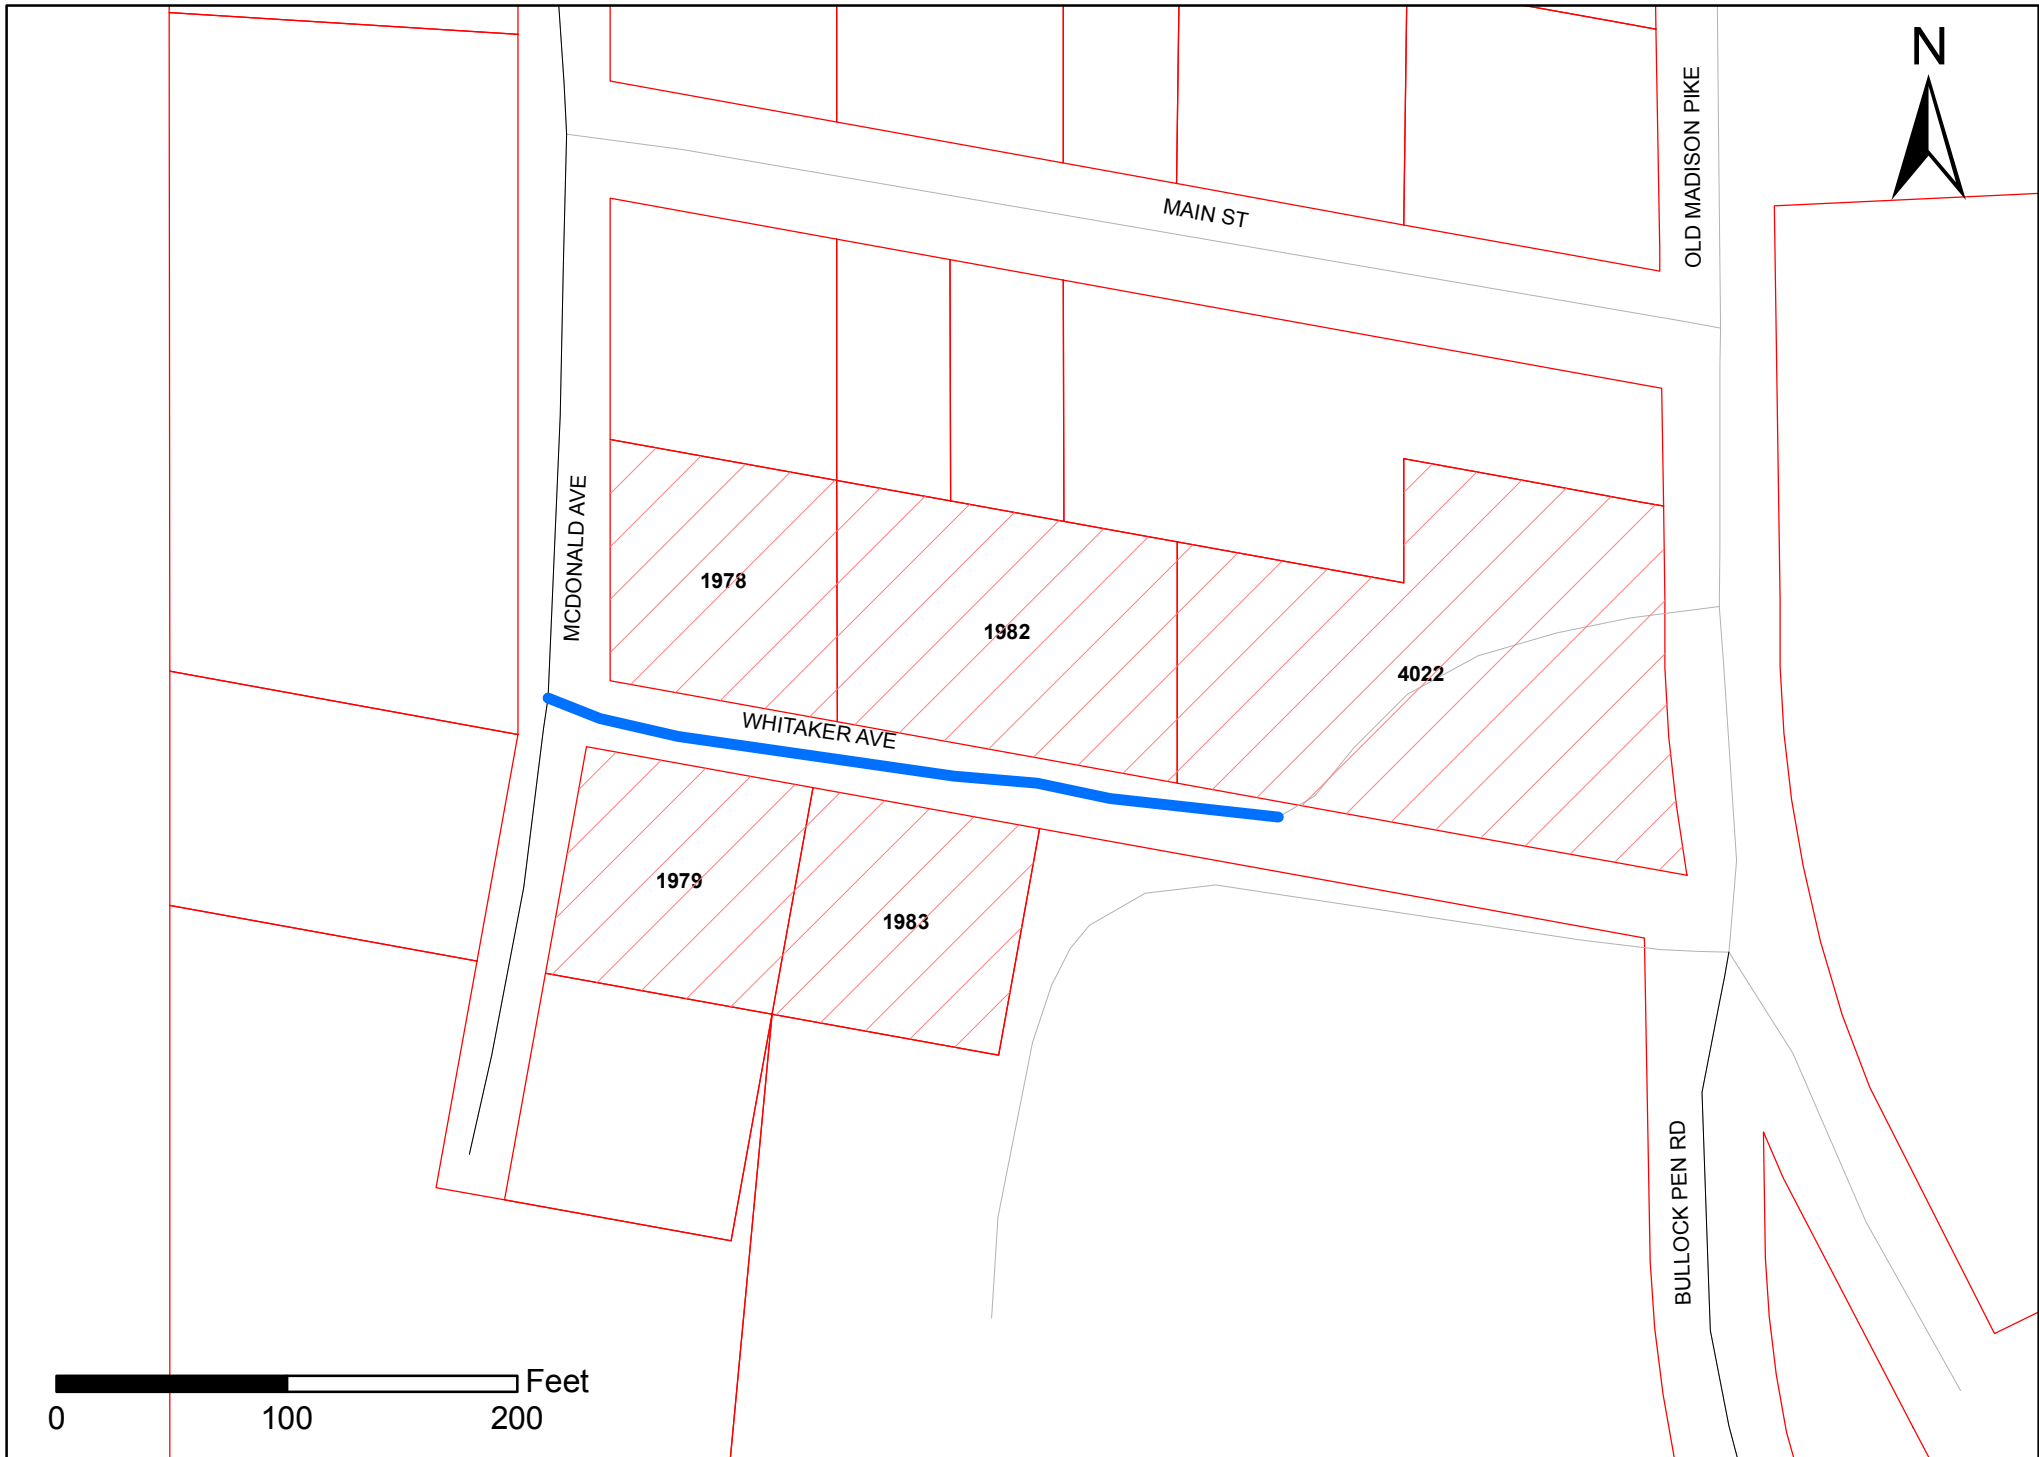 N
OLD MADISON PIKE
MAIN ST
MCDONALD AVE
1978
1982
4022
WHITAKER AVE
1979
1983
BULLOCK PEN RD
Feet
0 100 200